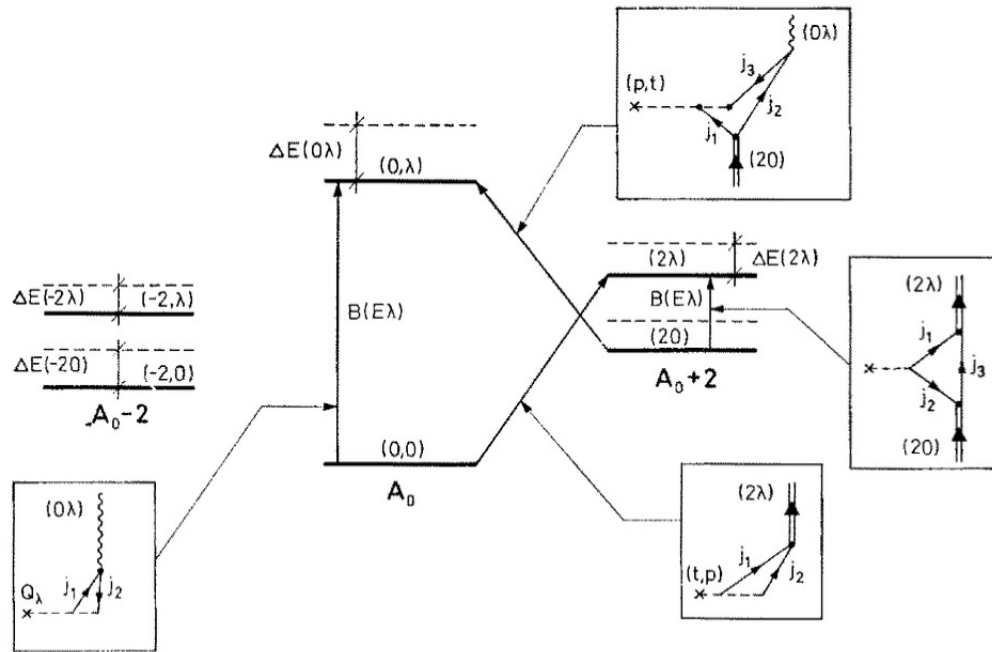 (0λ)
j₃
(p,t)
j₂
j₁
(20)
ΔE(0λ)
(0,λ)
(2λ)
ΔE(2λ)
B(Eλ)
(20)
A₀+2
ΔE(-2λ)
(-2,λ)
ΔE(-20)
(-2,0)
A₀-2
B(Eλ)
(0,0)
A₀
(2λ)
j₁
j₃
j₂
(20)
(0λ)
Q_λ
j₁
j₂
(2λ)
j₁
(t,p)
j₂